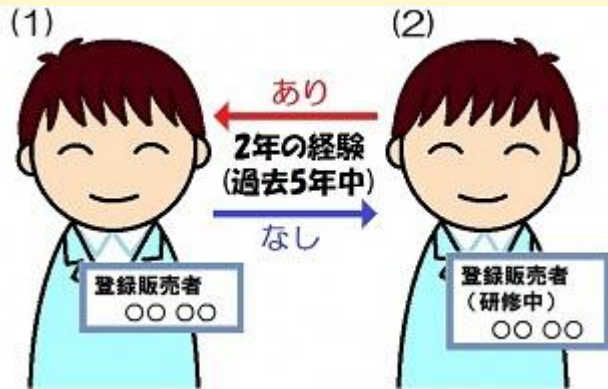 (1)
(2)
あり
2年の経験
(過去5年中)
なし
登録販売者
○○ ○○
登録販売者
(研修中)
○○ ○○